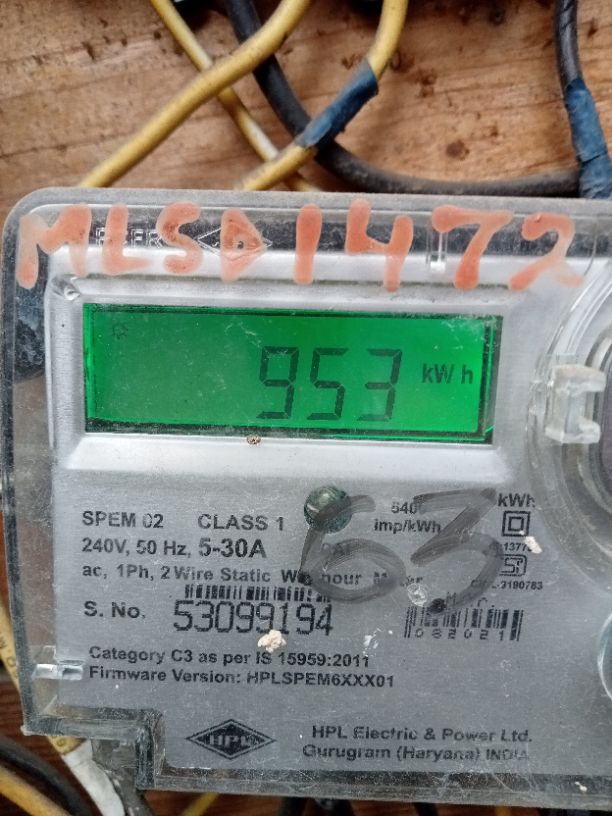 MLSD1472
953 kWh
SPEM 02 CLASS 1 imp/kWh
240V, 50 Hz, 5-30A
ac, 1Ph, 2 Wire Static
63
S. No. 53099194
082021
Category C3 as per IS 15959:2011
Firmware Version: HPLSPEM6XXX01
HPL
HPL Electric & Power Ltd.
Gurugram (Haryana) INDIA